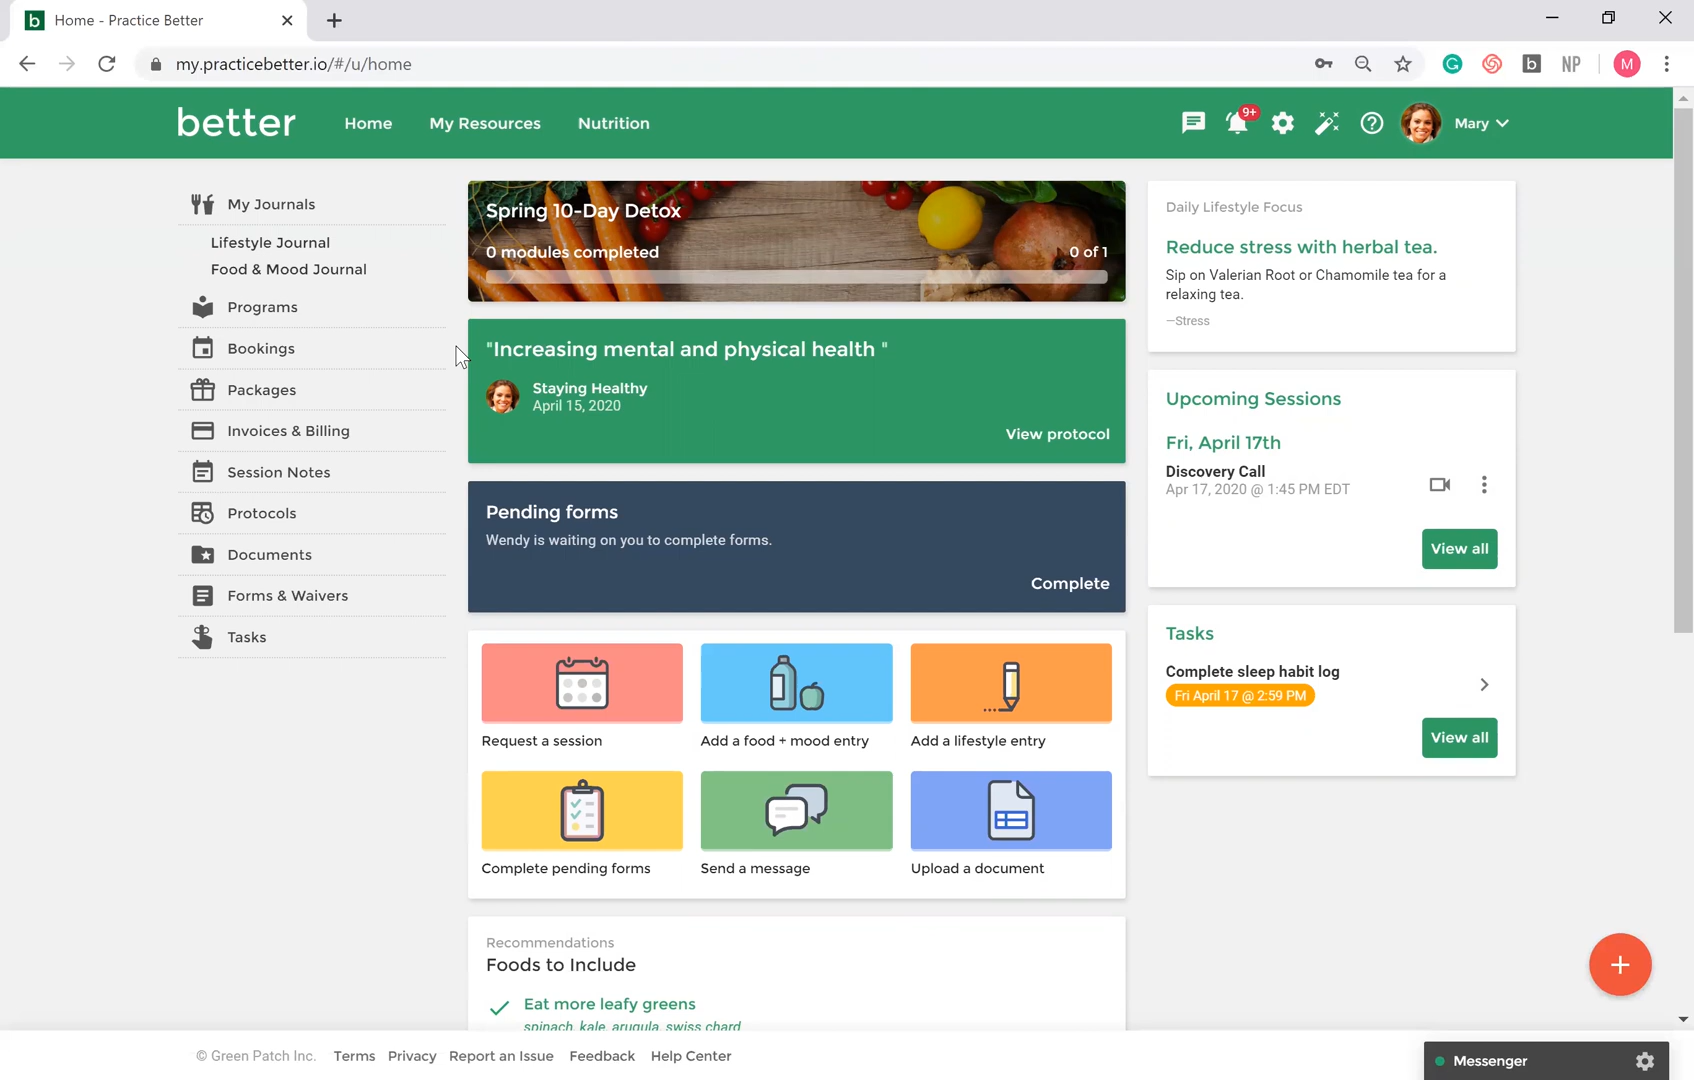 Home - Practice Better
my.practicebetter.io/#/u/home
NP
M
better
Home
My Resources
Nutrition
9+
Mary
My Journals
Lifestyle Journal
Food & Mood Journal
Programs
Bookings
Packages
Invoices & Billing
Session Notes
Protocols
Documents
Forms & Waivers
Tasks
Spring 10-Day Detox
0 modules completed
0 of 1
"Increasing mental and physical health "
Staying Healthy
April 15, 2020
View protocol
Pending forms
Wendy is waiting on you to complete forms.
Complete
Request a session
Add a food + mood entry
Add a lifestyle entry
Complete pending forms
Send a message
Upload a document
Recommendations
Foods to Include
Eat more leafy greens
spinach, kale, arugula, swiss chard
Daily Lifestyle Focus
Reduce stress with herbal tea.
Sip on Valerian Root or Chamomile tea for a
relaxing tea.
—Stress
Upcoming Sessions
Fri, April 17th
Discovery Call
Apr 17, 2020 @ 1:45 PM EDT
View all
Tasks
Complete sleep habit log
Fri April 17 @ 2:59 PM
View all
© Green Patch Inc.
Terms
Privacy
Report an Issue
Feedback
Help Center
Messenger